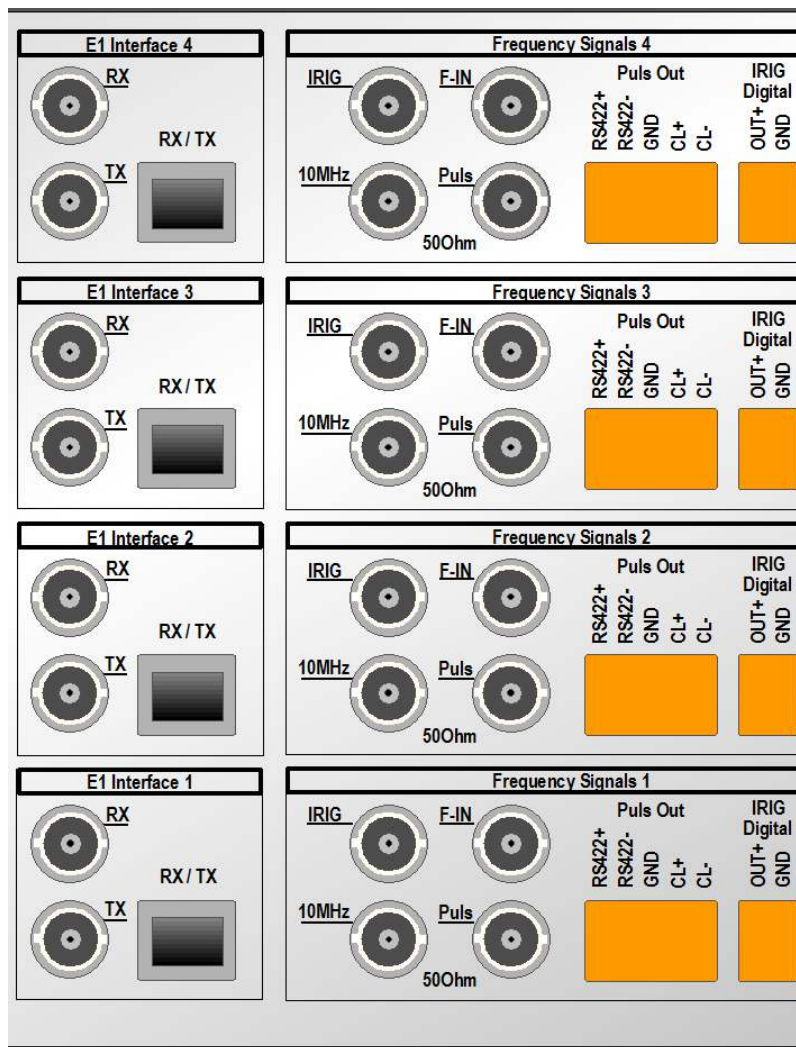 E1 Interface 4
RX
RX / TX
TX
Frequency Signals 4
IRIG
F-IN
10MHz
Puls
50Ohm
Puls Out
RS422+
RS422-
GND
CL+
CL-
IRIG
Digital
OUT+
GND
E1 Interface 3
RX
RX / TX
TX
Frequency Signals 3
IRIG
F-IN
10MHz
Puls
50Ohm
Puls Out
RS422+
RS422-
GND
CL+
CL-
IRIG
Digital
OUT+
GND
E1 Interface 2
RX
RX / TX
TX
Frequency Signals 2
IRIG
F-IN
10MHz
Puls
50Ohm
Puls Out
RS422+
RS422-
GND
CL+
CL-
IRIG
Digital
OUT+
GND
E1 Interface 1
RX
RX / TX
TX
Frequency Signals 1
IRIG
F-IN
10MHz
Puls
50Ohm
Puls Out
RS422+
RS422-
GND
CL+
CL-
IRIG
Digital
OUT+
GND